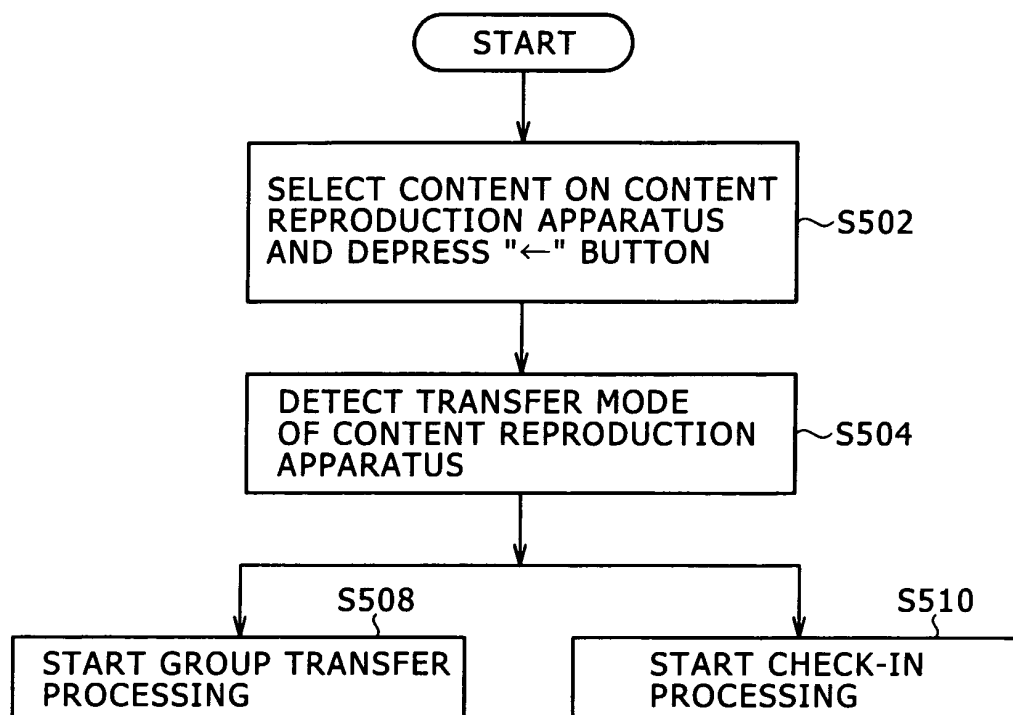 START
SELECT CONTENT ON CONTENT
REPRODUCTION APPARATUS
AND DEPRESS "←" BUTTON
S502
DETECT TRANSFER MODE
OF CONTENT REPRODUCTION
APPARATUS
S504
S508
START GROUP TRANSFER
PROCESSING
S510
START CHECK-IN
PROCESSING